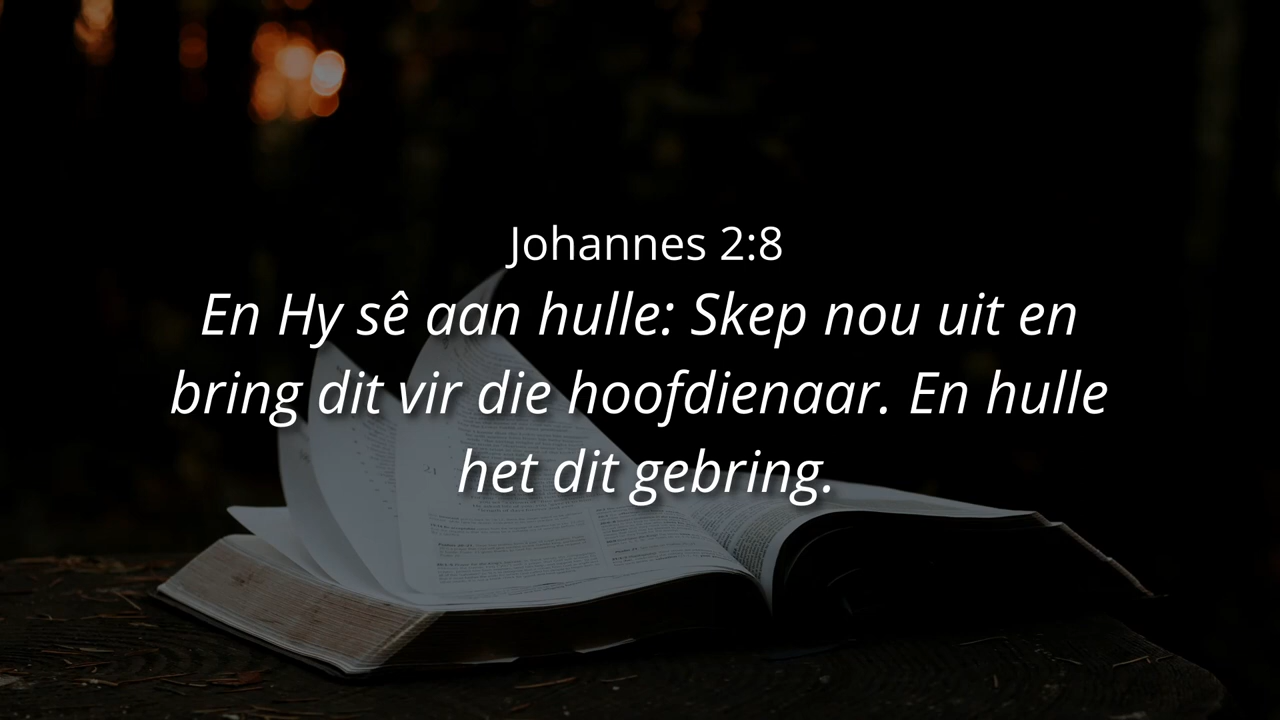 Johannes 2:8
En Hy sê aan hulle: Skep nou uit en
bring dit vir die hoofdienaar. En hulle
het dit gebring.